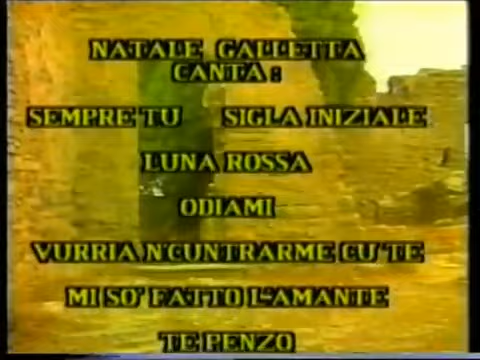 NATALE GALLETTA
CANTA:
SEMPRE TU SIGLA INIZIALE
LUNA ROSSA
ODIAMI
VURRIA N'CUNTRARME CU'TE
MI SO' FATTO L'AMANTE
TE PENZO